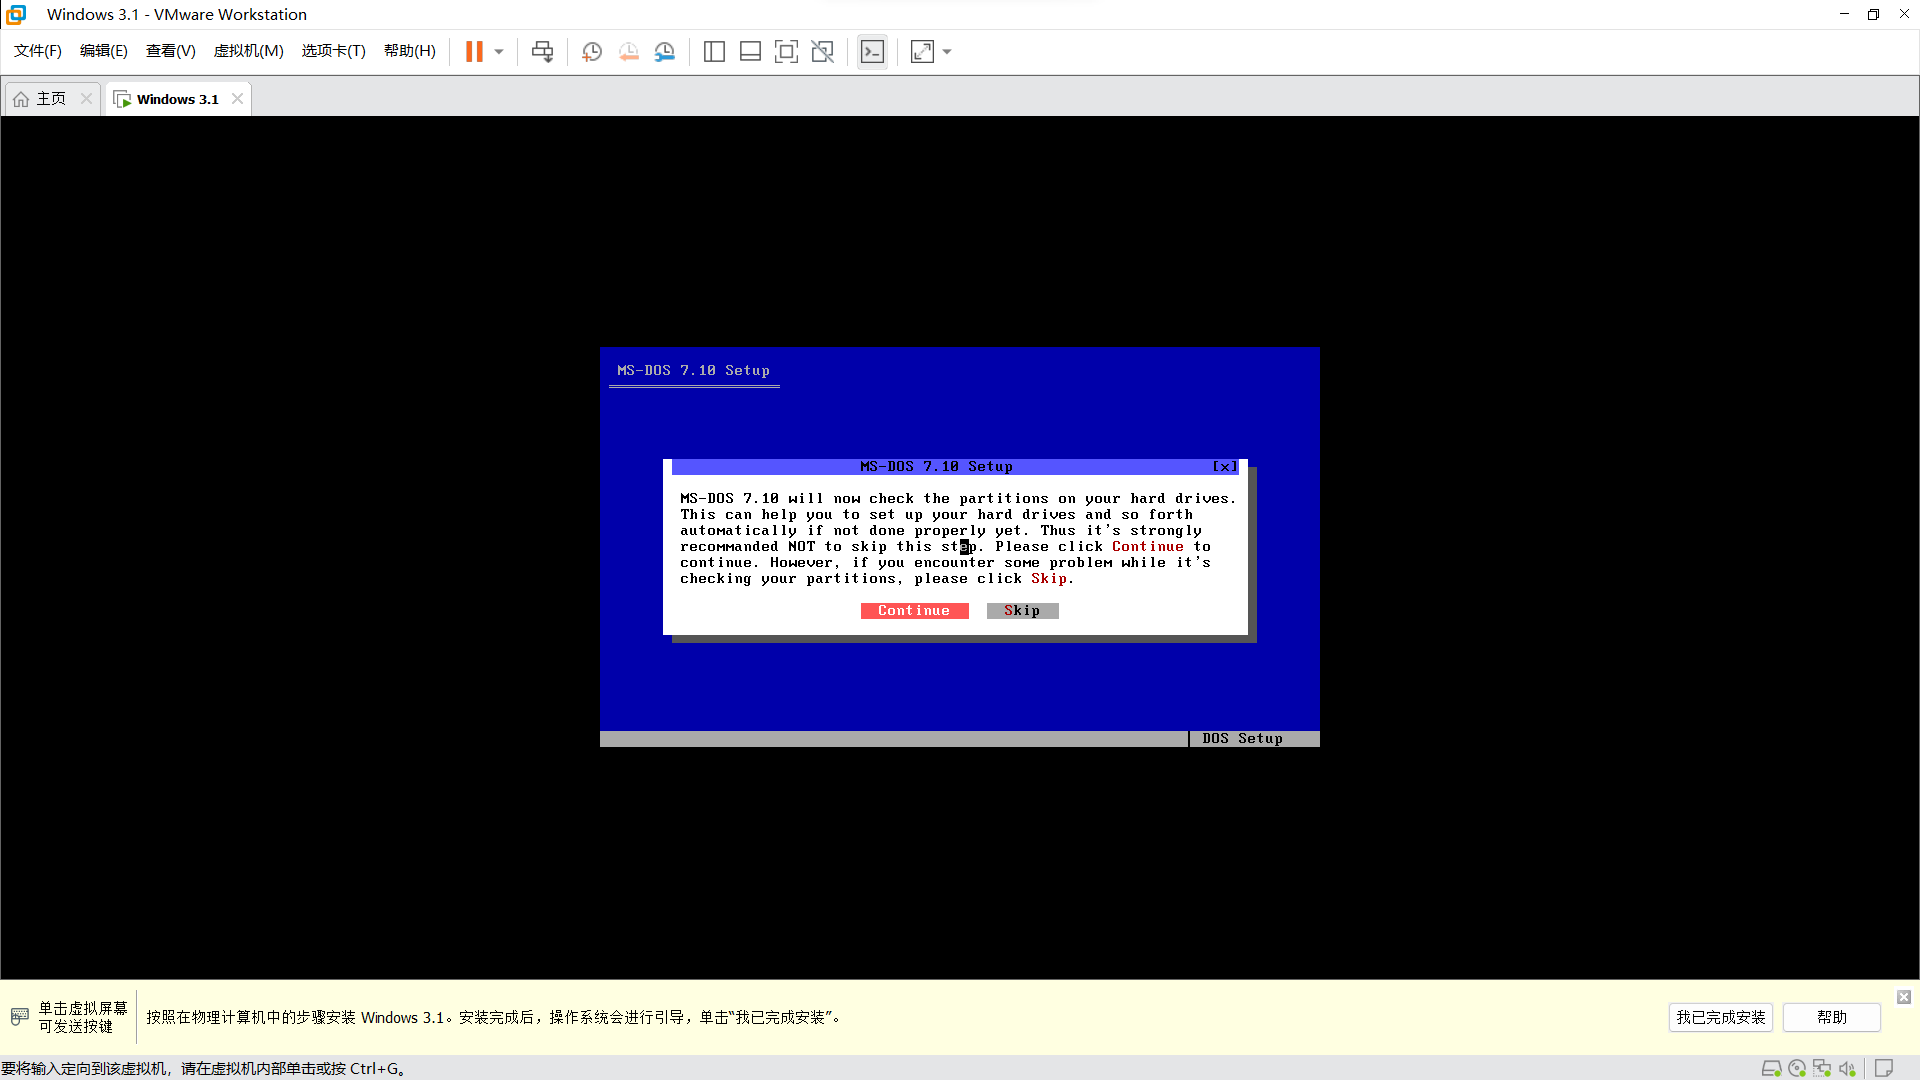 Windows 3.1 - VMware Workstation
文件(F) 编辑(E) 查看(V) 虚拟机(M) 选项卡(T) 帮助(H)
主页 Windows 3.1
MS-DOS 7.10 Setup
MS-DOS 7.10 Setup [x]
MS-DOS 7.10 will now check the partitions on your hard drives.
This can help you to set up your hard drives and so forth
automatically if not done properly yet. Thus it's strongly
recommanded NOT to skip this step. Please click Continue to
continue. However, if you encounter some problem while it's
checking your partitions, please click Skip.
Continue Skip
DOS Setup
单击虚拟屏幕
可发送按键
按照在物理计算机中的步骤安装 Windows 3.1。安装完成后，操作系统会进行引导，单击“我已完成安装”。
我已完成安装 帮助
要将输入定向到该虚拟机，请在虚拟机内部单击或按 Ctrl+G。